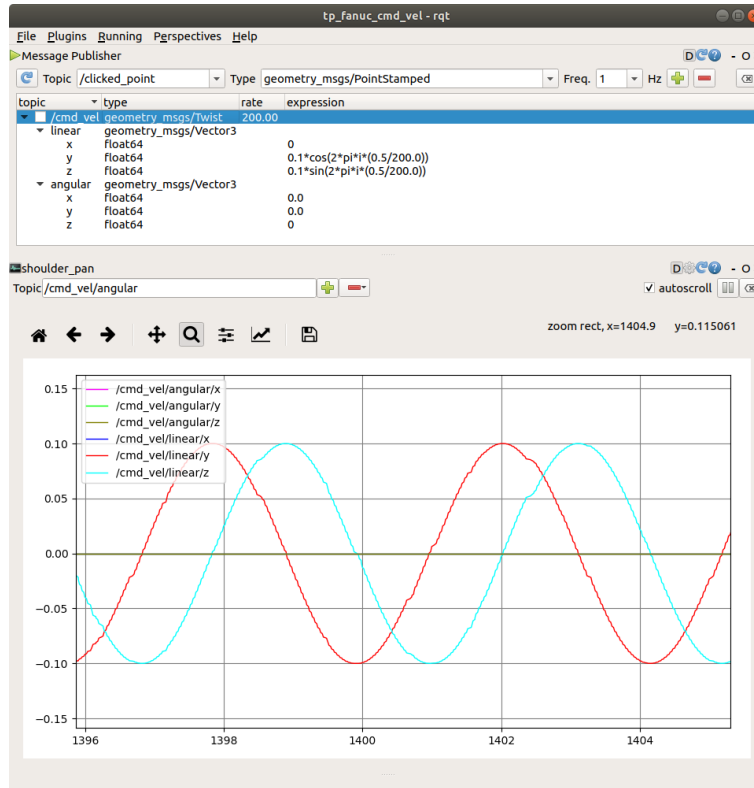 tp_fanuc_cmd_vel - rqt
File Plugins Running Perspectives Help
Message Publisher D - O
Topic /clicked_point Type geometry_msgs/PointStamped Freq. 1 Hz
topic type rate expression
/cmd_vel geometry_msgs/Twist 200.00
linear geometry_msgs/Vector3
x float64 0
y float64 0.1*cos(2*pi*i*(0.5/200.0))
z float64 0.1*sin(2*pi*i*(0.5/200.0))
angular geometry_msgs/Vector3
x float64 0.0
y float64 0.0
z float64 0
shoulder_pan D - O
Topic /cmd_vel/angular autoscroll
zoom rect, x=1404.9 y=0.115061
/cmd_vel/angular/x
/cmd_vel/angular/y
/cmd_vel/angular/z
/cmd_vel/linear/x
/cmd_vel/linear/y
/cmd_vel/linear/z
0.15
0.10
0.05
0.00
−0.05
−0.10
−0.15
1396 1398 1400 1402 1404